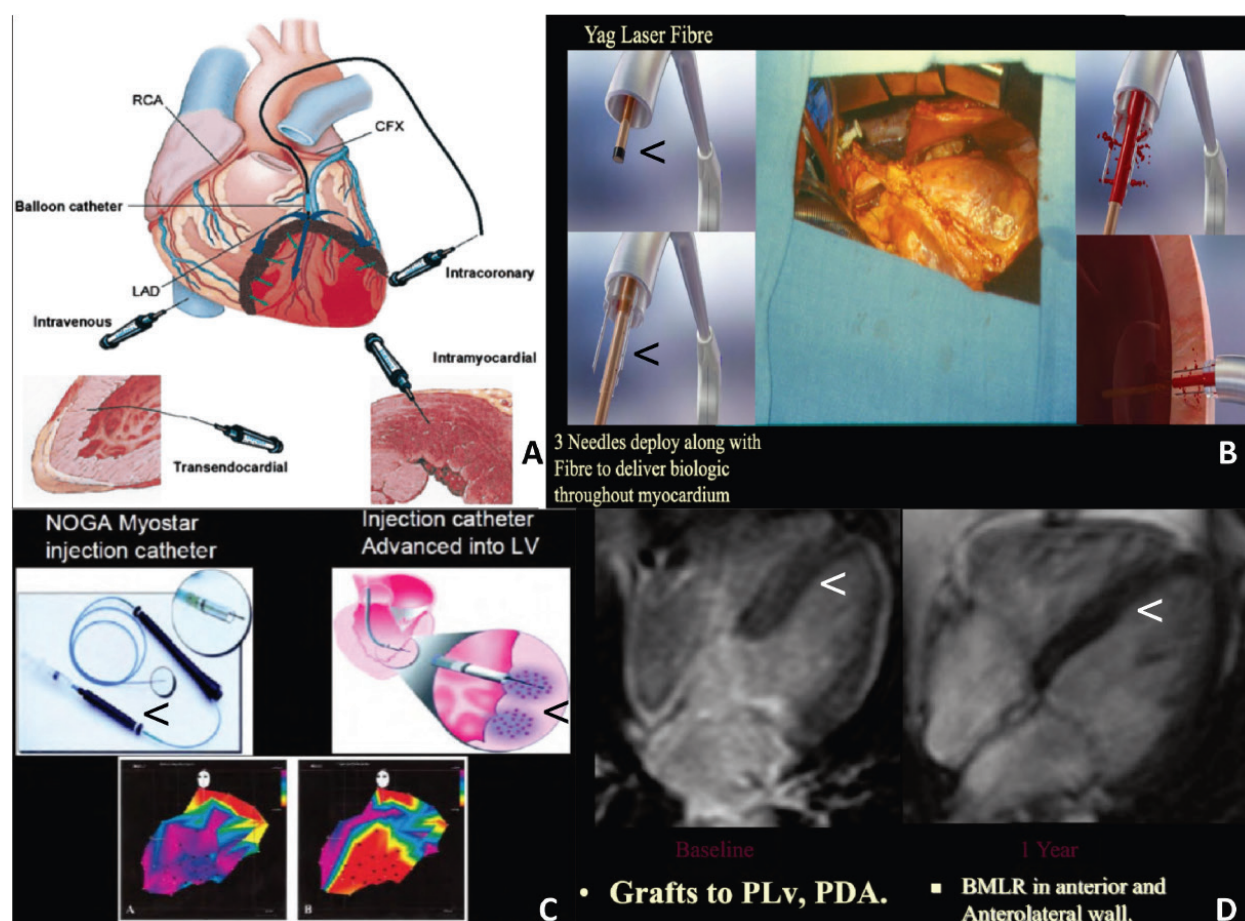 RCA
CFX
Balloon catheter
LAD
Intracoronary
Intravenous
Intramyocardial
Transendocardial
A
Yag Laser Fibre
<
<
3 Needles deploy along with
Fibre to deliver biologic
throughout myocardium
B
NOGA Myostar
injection catheter
Injection catheter
Advanced into LV
<
<
A
B
C
<
<
Baseline
1 Year
• Grafts to PLv, PDA.
▪ BMLR in anterior and
Anterolateral wall
D